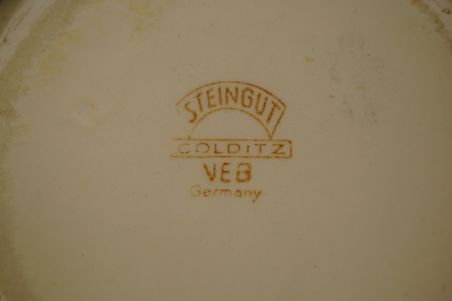 STEINGUT
COLDITZ
VEB
Germany